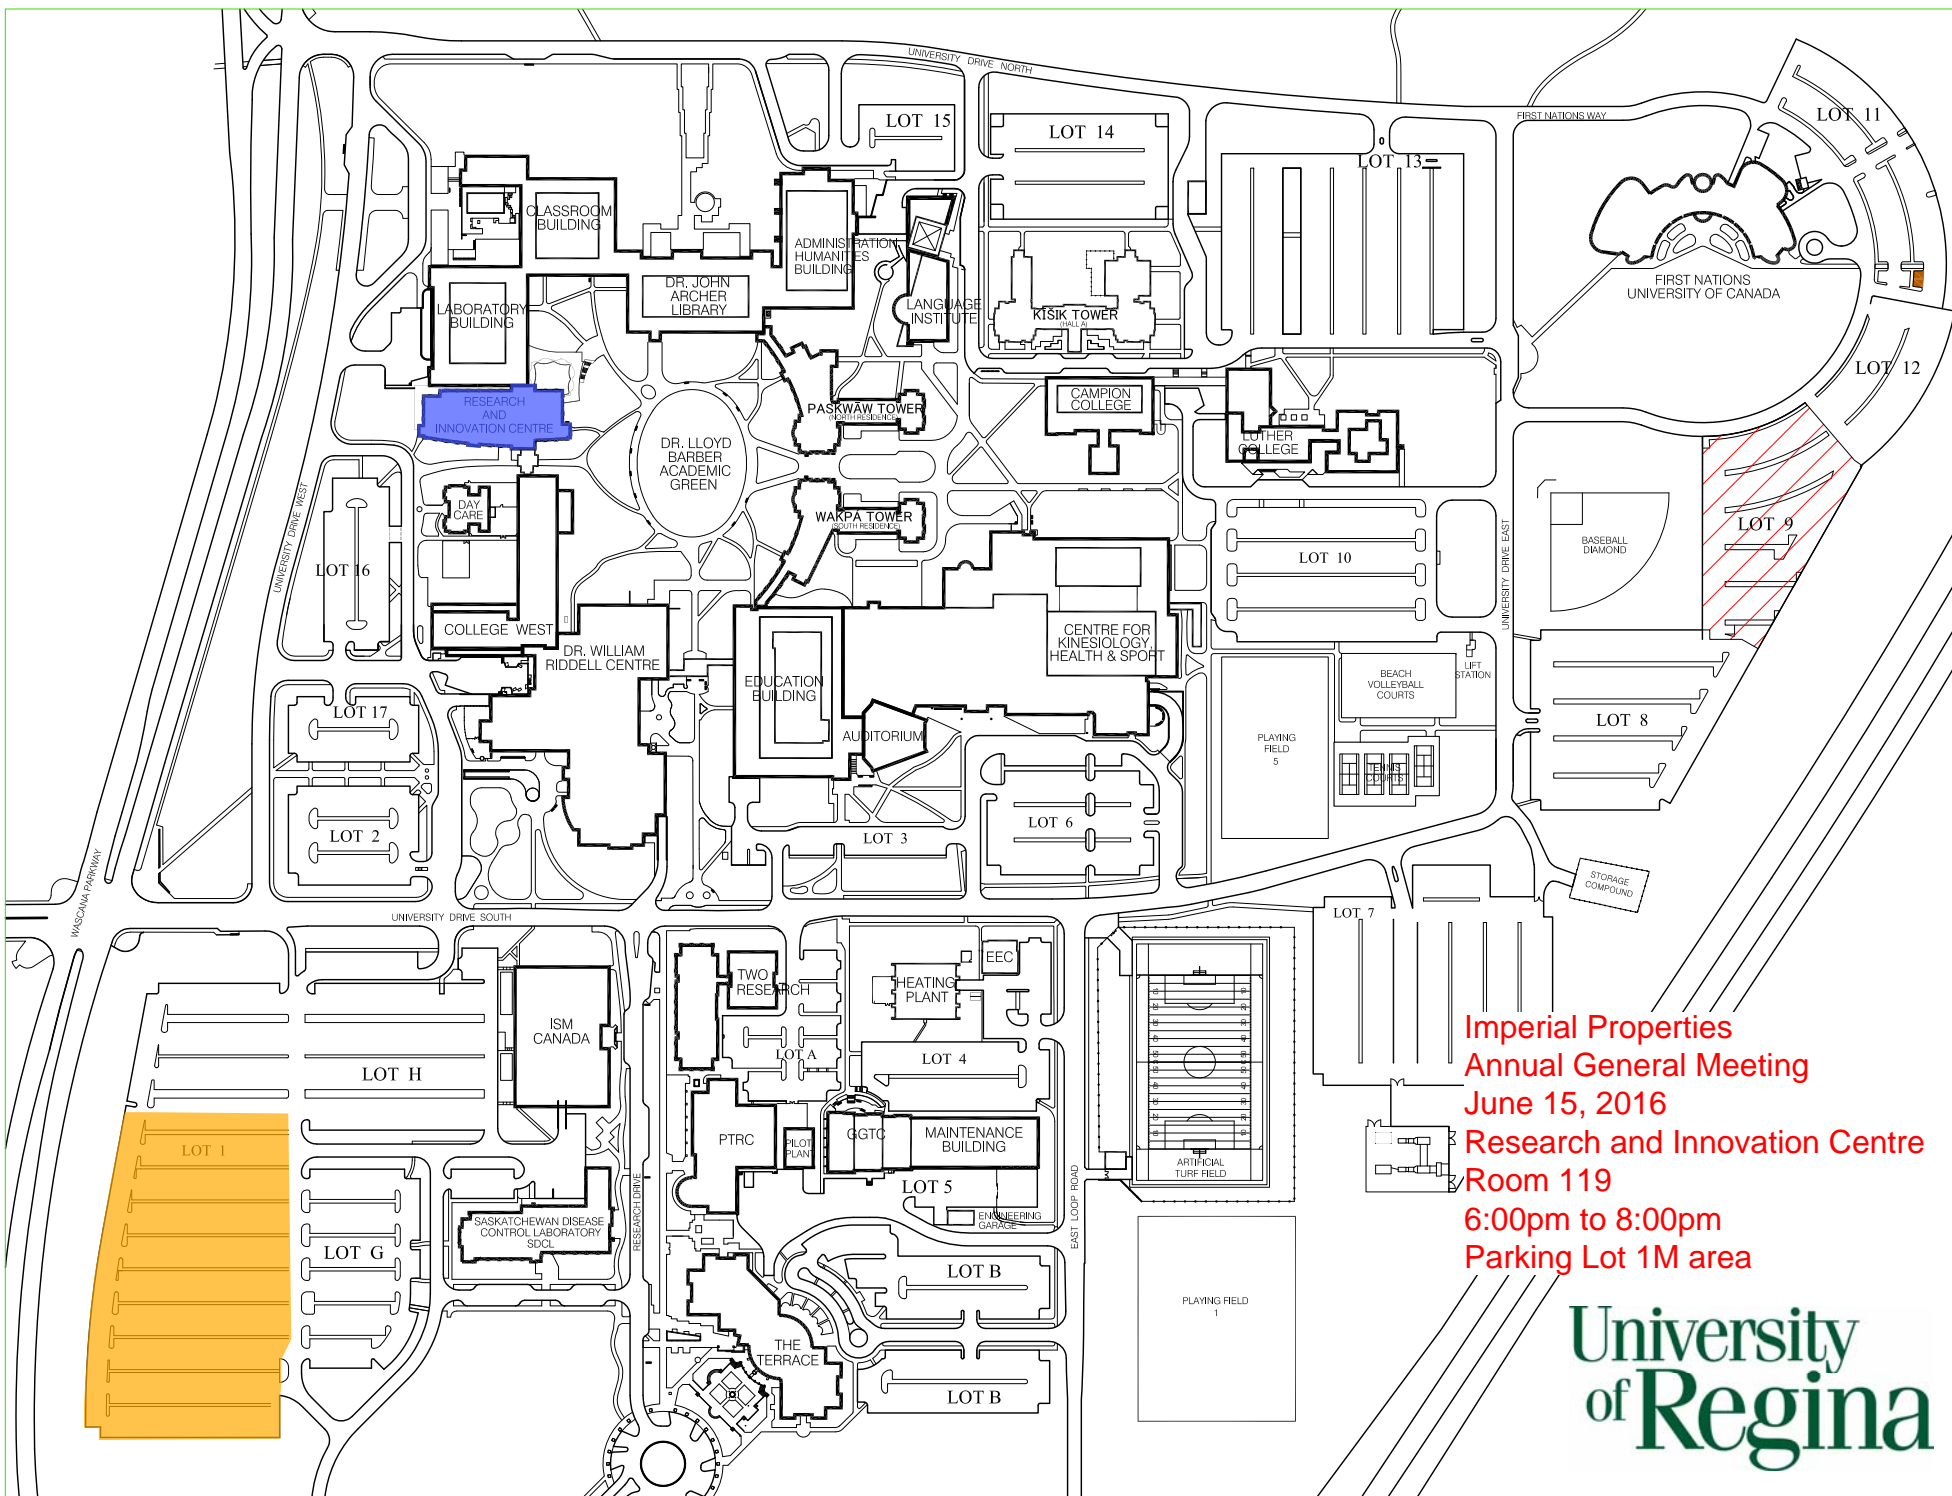 UNIVERSITY DRIVE NORTH
FIRST NATIONS WAY
LOT 11
LOT 15
LOT 14
LOT 13
CLASSROOM
BUILDING
ADMINISTRATION
HUMANITIES
BUILDING
DR. JOHN
ARCHER
LIBRARY
LABORATORY
BUILDING
LANGUAGE
INSTITUTE
KĪŠIK TOWER
(HALL A)
FIRST NATIONS
UNIVERSITY OF CANADA
LOT 12
RESEARCH
AND
INNOVATION CENTRE
PASKWĀW TOWER
(NORTH RESIDENCE)
CAMPION
COLLEGE
LUTHER
COLLEGE
DR. LLOYD
BARBER
ACADEMIC
GREEN
DAY
CARE
WAKPÁ TOWER
(SOUTH RESIDENCE)
UNIVERSITY DRIVE WEST
LOT 16
LOT 10
UNIVERSITY DRIVE EAST
BASEBALL
DIAMOND
LOT 9
COLLEGE WEST
DR. WILLIAM
RIDDELL CENTRE
CENTRE FOR
KINESIOLOGY,
HEALTH & SPORT
EDUCATION
BUILDING
BEACH
VOLLEYBALL
COURTS
LIFT
STATION
LOT 17
AUDITORIUM
PLAYING
FIELD
5
LOT 8
TENNIS
COURTS
LOT 2
LOT 3
LOT 6
WASCANA PARKWAY
STORAGE
COMPOUND
UNIVERSITY DRIVE SOUTH
LOT 7
TWO
RESEARCH
HEATING
PLANT
EEC
ISM
CANADA
LOT A
LOT 4
LOT H
LOT 1
PTRC
PILOT
PLANT
GGTC
MAINTENANCE
BUILDING
ARTIFICIAL
TURF FIELD
LOT 5
ENGINEERING
GARAGE
RESEARCH DRIVE
EAST LOOP ROAD
SASKATCHEWAN DISEASE
CONTROL LABORATORY
SDCL
LOT G
LOT B
PLAYING FIELD
1
THE
TERRACE
LOT B
Imperial Properties
Annual General Meeting
June 15, 2016
Research and Innovation Centre
Room 119
6:00pm to 8:00pm
Parking Lot 1M area
University
of Regina